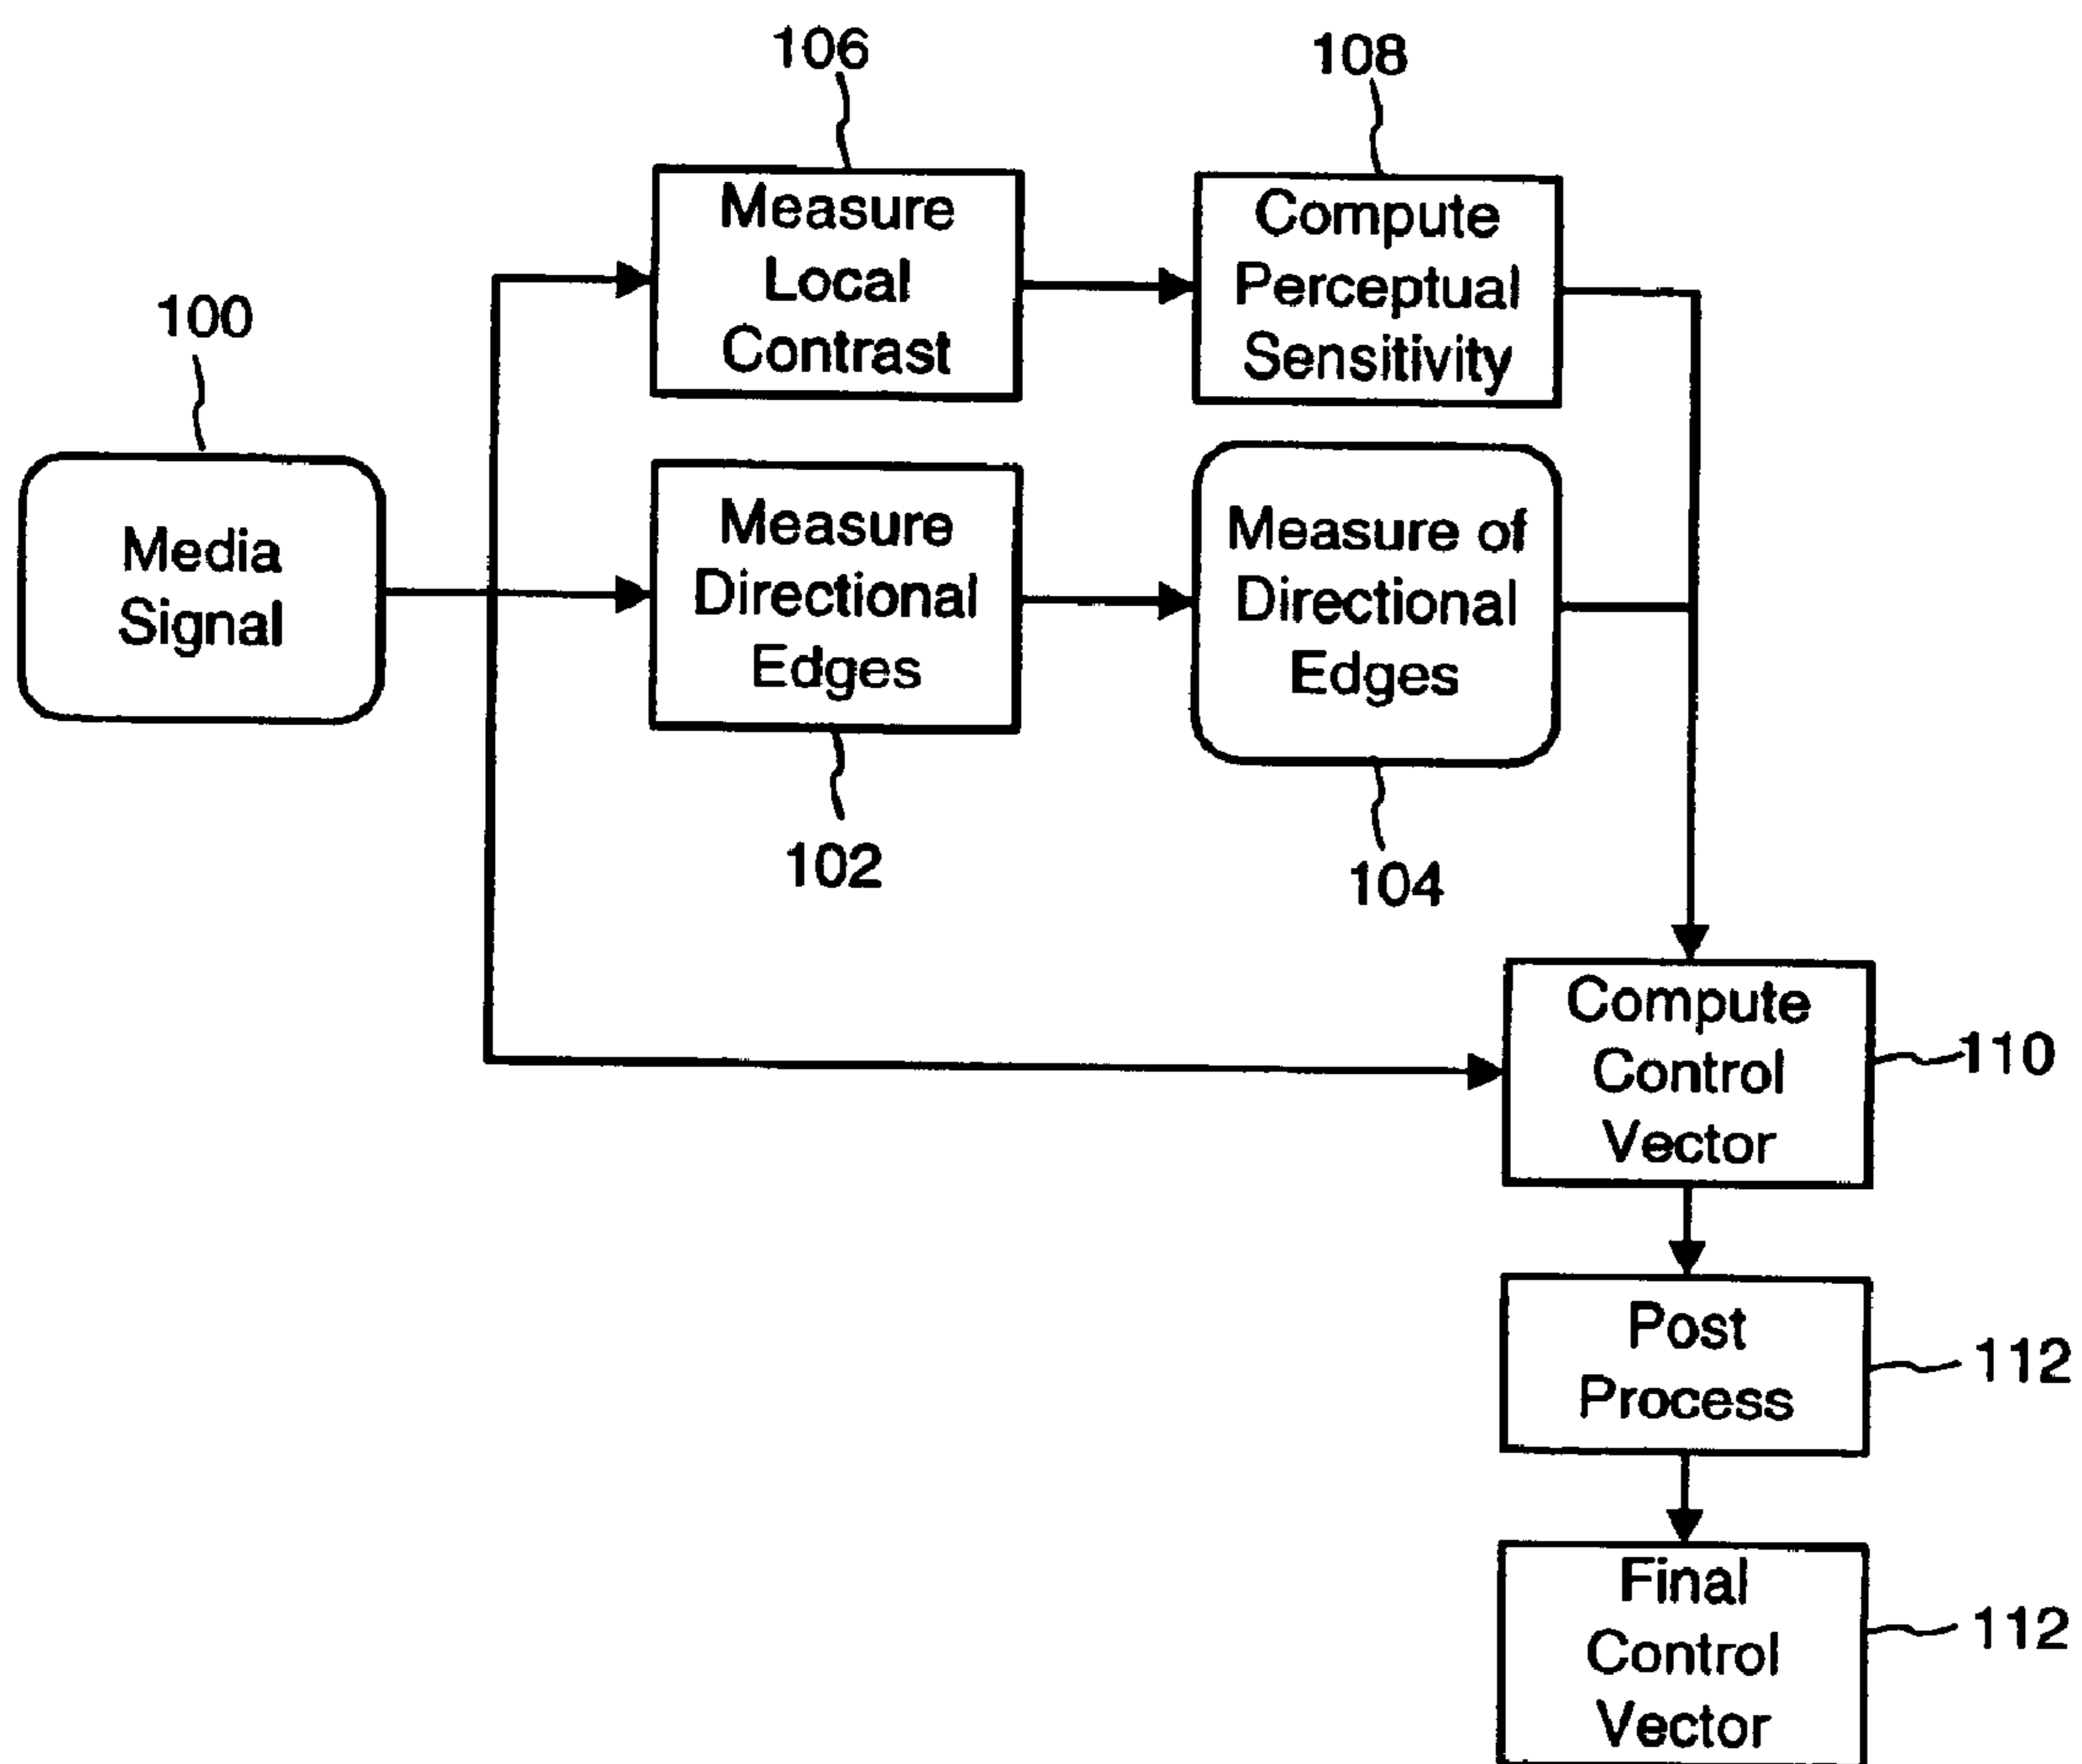 106
108
Measure
Local
Contrast
Compute
Perceptual
Sensitivity
100
Media
Signal
Measure
Directional
Edges
Measure of
Directional
Edges
102
104
Compute
Control
Vector
110
Post
Process
112
Final
Control
Vector
112